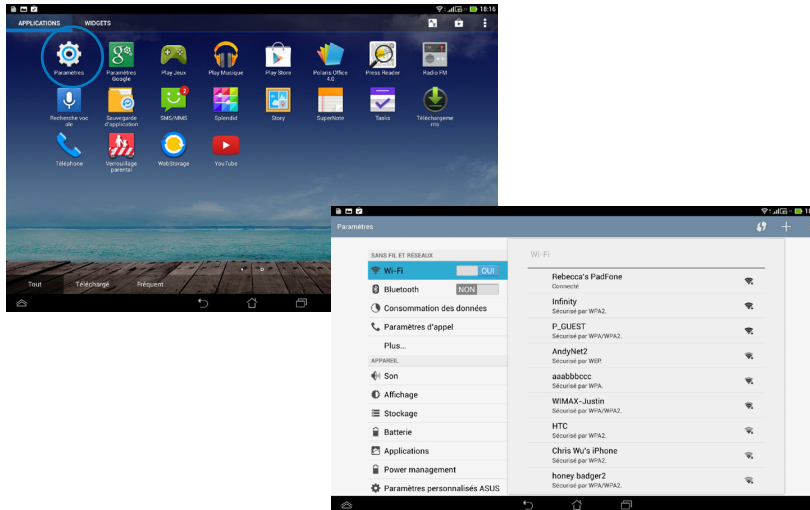 18:16
APPLICATIONS
WIDGETS
Paramètres
Paramètres
Google
Play Jeux
Play Musique
Play Store
Polaris Office
4.0
Press Reader
Radio FM
Recherche voc
ale
Sauvegarde
d'application
SMS/MMS
2
Splendid
Story
SuperNote
Tasks
Téléchargeme
nts
Téléphone
Verrouillage
parental
WebStorage
YouTube
Tout
Téléchargé
Fréquent
Paramètres
SANS FIL ET RÉSEAUX
Wi-Fi
OUI
Bluetooth
NON
Consommation des données
Paramètres d'appel
Plus...
APPAREIL
Son
Affichage
Stockage
Batterie
Applications
Power management
Paramètres personnalisés ASUS
Wi-Fi
Rebecca's PadFone
Connecté
Infinity
Sécurisé par WPA2.
P_GUEST
Sécurisé par WPA/WPA2.
AndyNet2
Sécurisé par WEP.
aaabbbccc
Sécurisé par WPA.
WIMAX-Justin
Sécurisé par WPA/WPA2.
HTC
Sécurisé par WPA2.
Chris Wu's iPhone
Sécurisé par WPA2.
honey badger2
Sécurisé par WPA/WPA2.